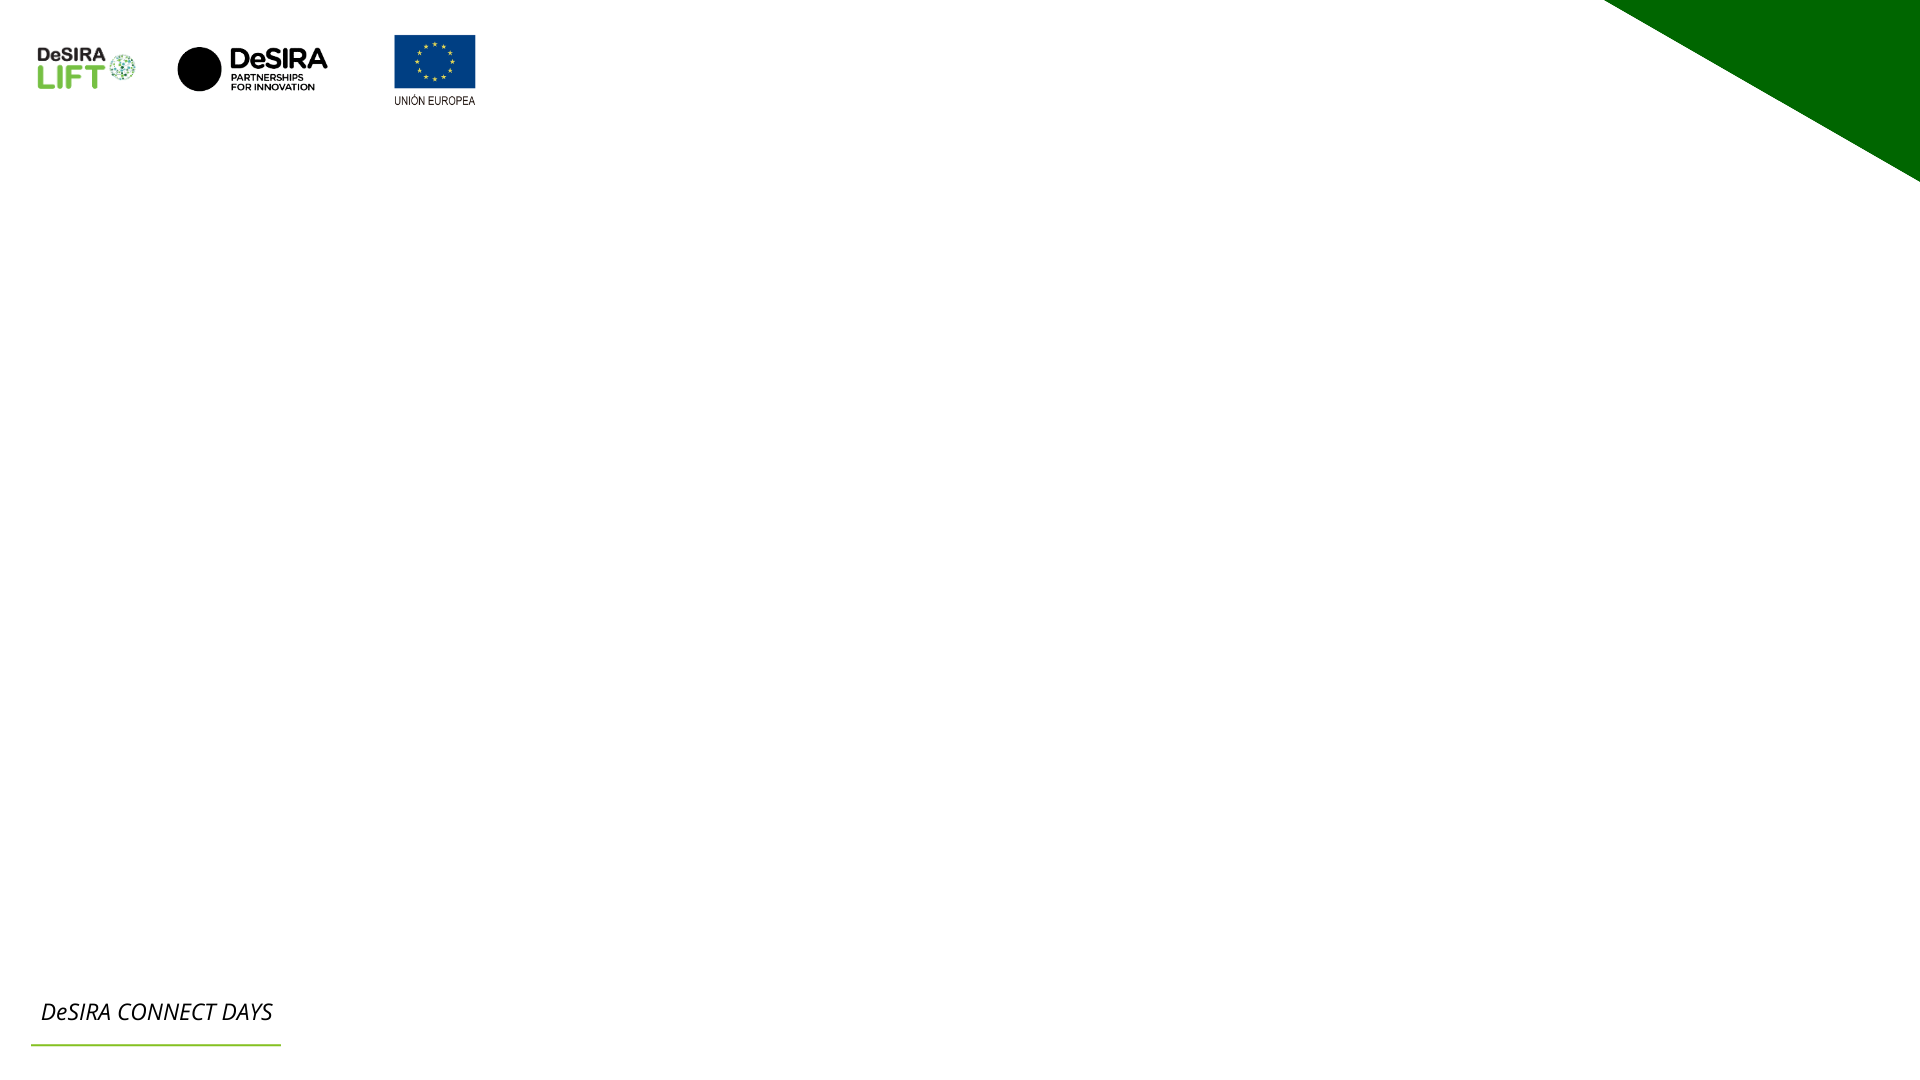 DeSIRA
LIFT
DeSIRA
PARTNERSHIPS
FOR INNOVATION
UNIÓN EUROPEA
DeSIRA CONNECT DAYS